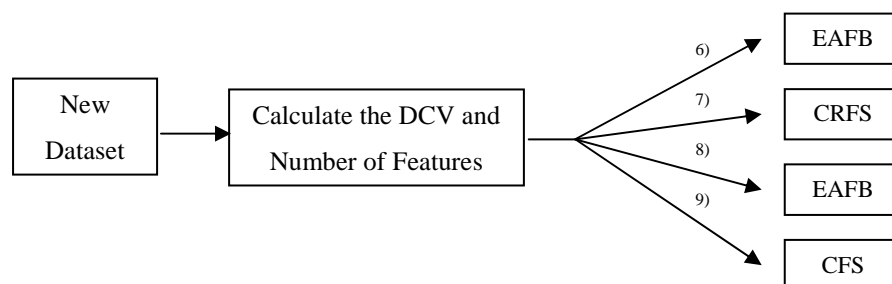 New
Dataset
Calculate the DCV and
Number of Features
6)
EAFB
7)
CRFS
8)
EAFB
9)
CFS